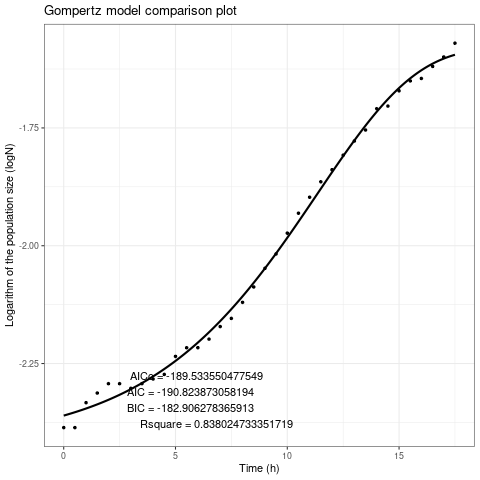 Gompertz model comparison plot
Logarithm of the population size (logN)
-1.75
-2.00
-2.25
AICc = -189.533550477549
AIC = -190.823873058194
BIC = -182.906278365913
Rsquare = 0.838024733351719
0 5 10 15
Time (h)